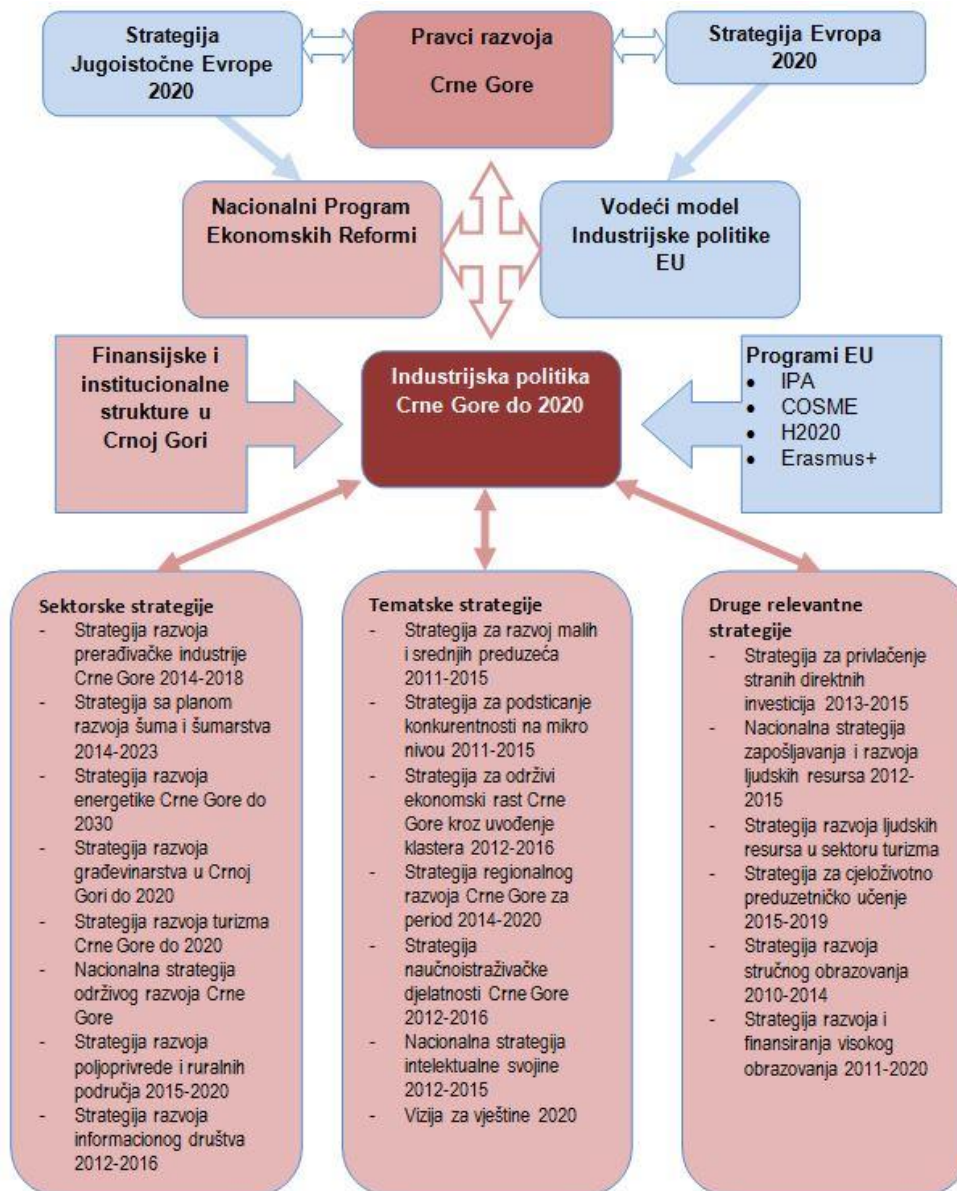 Strategija
Jugoistočne Evrope
2020
Pravci razvoja
Crne Gore
Strategija Evropa
2020
Nacionalni Program
Ekonomskih Reformi
Vodeći model
Industrijske politike
EU
Finansijske i
institucionalne
strukture u
Crnoj Gori
Industrijska politika
Crne Gore do 2020
Programi EU
• IPA
• COSME
• H2020
• Erasmus+
Sektorske strategije
- Strategija razvoja
prerađivačke industrije
Crne Gore 2014-2018
- Strategija sa planom
razvoja šuma i šumarstva
2014-2023
- Strategija razvoja
energetike Crne Gore do
2030
- Strategija razvoja
građevinarstva u Crnoj
Gori do 2020
- Strategija razvoja turizma
Crne Gore do 2020
- Nacionalna strategija
održivog razvoja Crne
Gore
- Strategija razvoja
poljoprivrede i ruralnih
područja 2015-2020
- Strategija razvoja
informacionog društva
2012-2016
Tematske strategije
- Strategija za razvoj malih
i srednjih preduzeća
2011-2015
- Strategija za podsticanje
konkurentnosti na mikro
nivou 2011-2015
- Strategija za održivi
ekonomski rast Crne
Gore kroz uvođenje
klastera 2012-2016
- Strategija regionalnog
razvoja Crne Gore za
period 2014-2020
- Strategija
naučnoistraživačke
djelatnosti Crne Gore
2012-2016
- Nacionalna strategija
intelektualne svojine
2012-2015
- Vizija za vještine 2020
Druge relevantne
strategije
- Strategija za privlačenje
stranih direktnih
investicija 2013-2015
- Nacionalna strategija
zapošljavanja i razvoja
ljudskih resursa 2012-
2015
- Strategija razvoja ljudskih
resursa u sektoru turizma
- Strategija za cjeloživotno
preduzetničko učenje
2015-2019
- Strategija razvoja
stručnog obrazovanja
2010-2014
- Strategija razvoja i
finansiranja visokog
obrazovanja 2011-2020